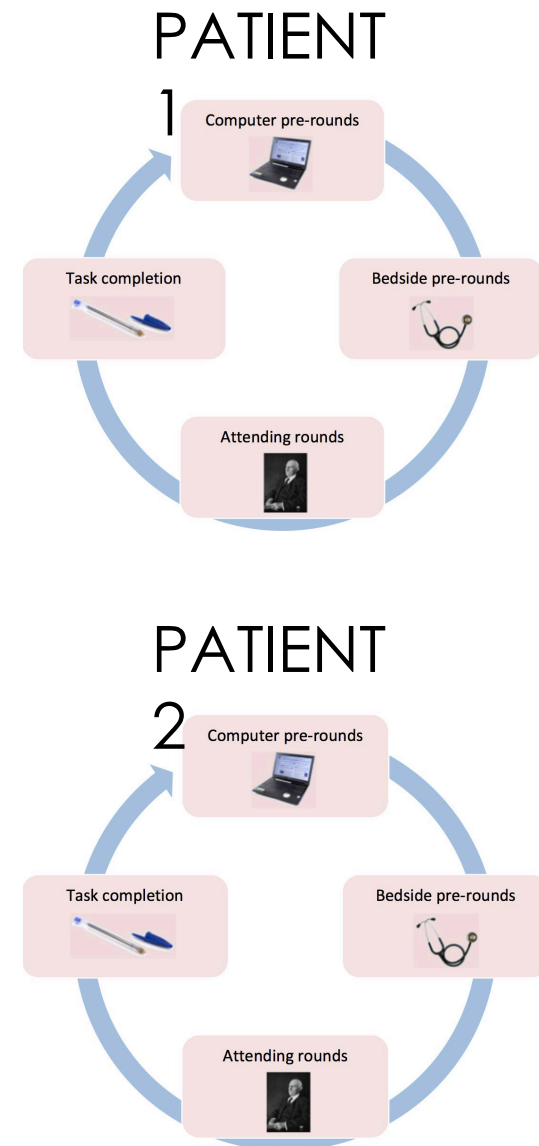 PATIENT
1
Computer pre-rounds
Task completion
Bedside pre-rounds
Attending rounds
PATIENT
2
Computer pre-rounds
Task completion
Bedside pre-rounds
Attending rounds